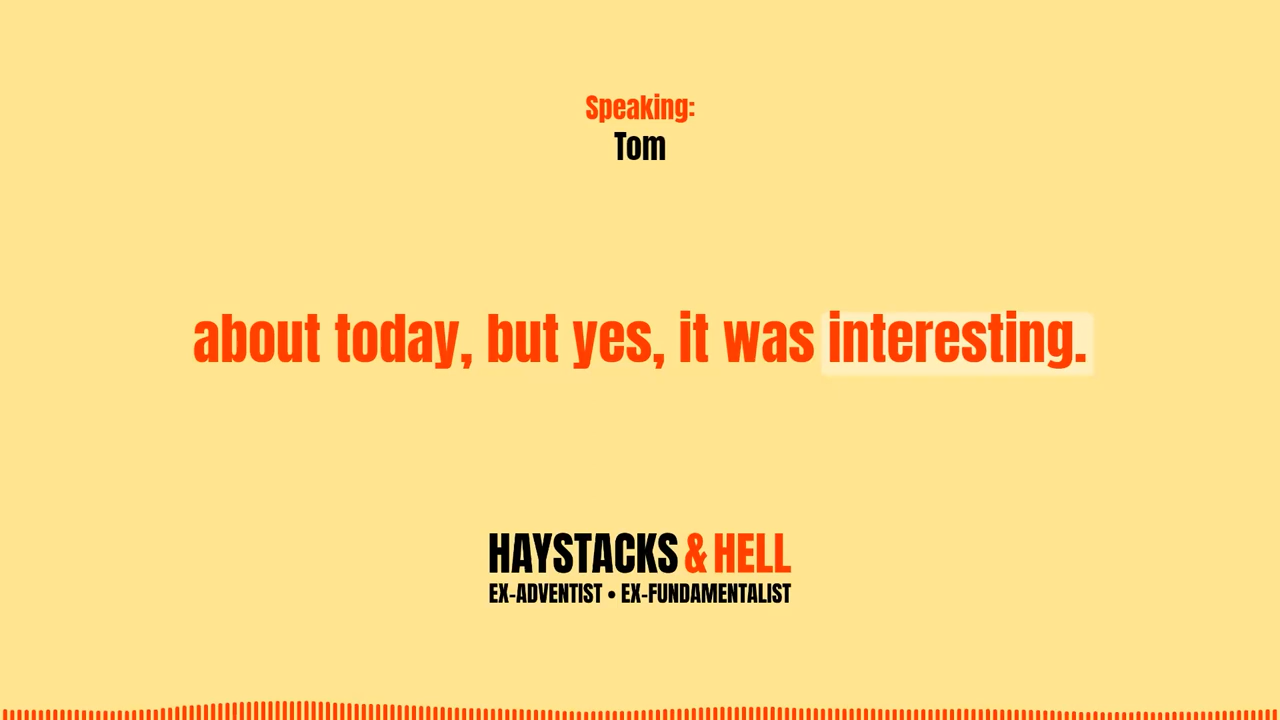 Speaking:
Tom
about today, but yes, it was interesting.
HAYSTACKS & HELL
EX-ADVENTIST • EX-FUNDAMENTALIST